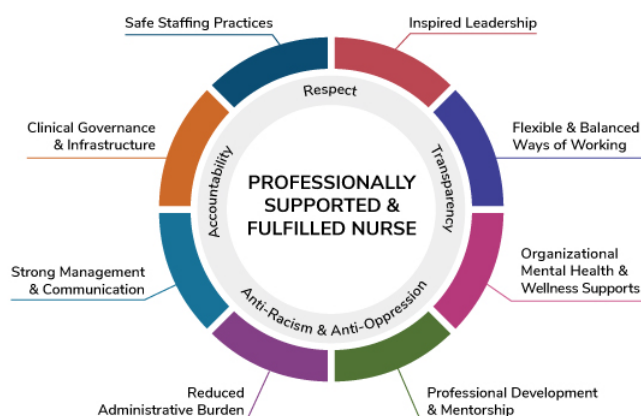 Safe Staffing Practices
Inspired Leadership
Respect
Clinical Governance
& Infrastructure
Flexible & Balanced
Ways of Working
Accountability
Transparency
PROFESSIONALLY
SUPPORTED &
FULFILLED NURSE
Strong Management
& Communication
Organizational
Mental Health &
Wellness Supports
Anti-Racism & Anti-Oppression
Reduced
Administrative Burden
Professional Development
& Mentorship